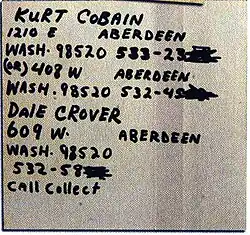 KURT COBAIN
1210 E ABERDEEN
WASH. 98520 533-23
(OR) 408 W ABERDEEN
WASH. 98520 532-45
DALE CROVER
609 W. ABERDEEN
WASH. 98520
532-58
CALL COLLECT